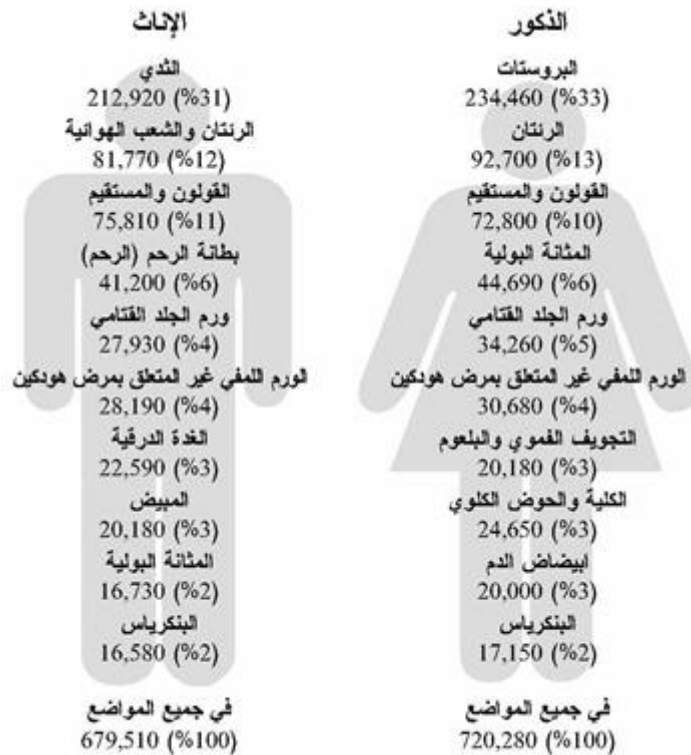 الذكور
البروستات
234,460 (%33)
الرئتان
92,700 (%13)
القولون والمستقيم
72,800 (%10)
المثانة البولية
44,690 (%6)
ورم الجلد القتامي
34,260 (%5)
الورم اللمفي غير المتعلق بمرض هودكين
30,680 (%4)
التجويف الفموي والبلعوم
20,180 (%3)
الكلية والحوض الكلوي
24,650 (%3)
ابيضاض الدم
20,000 (%3)
البنكرياس
17,150 (%2)
في جميع المواضع
720,280 (%100)
الإناث
الثدي
212,920 (%31)
الرئتان والشعب الهوائية
81,770 (%12)
القولون والمستقيم
75,810 (%11)
بطانة الرحم (الرحم)
41,200 (%6)
ورم الجلد القتامي
27,930 (%4)
الورم اللمفي غير المتعلق بمرض هودكين
28,190 (%4)
الغدة الدرقية
22,590 (%3)
المبيض
20,180 (%3)
المثانة البولية
16,730 (%2)
البنكرياس
16,580 (%2)
في جميع المواضع
679,510 (%100)